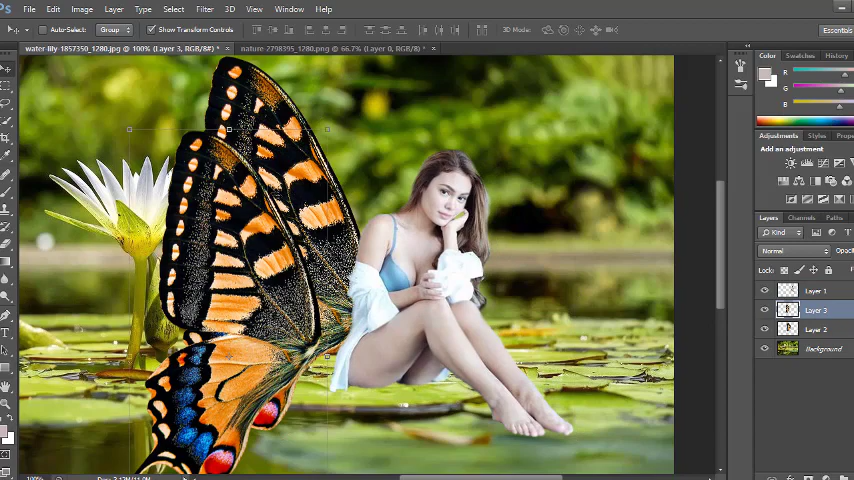 File Edit Image Layer Type Select Filter 3D View Window Help
Auto-Select: Group Show Transform Controls 3D Mode: Essentials
water-lily-1857350_1280.jpg @ 100% (Layer 3, RGB/8#) * × nature-2798395_1280.png @ 66.7% (Layer 0, RGB/8) * ×
Color Swatches
R
G
B
Adjustments Styles
Add an adjustment
Layers Channels Paths
Kind
Normal
Lock:
Layer 1
Layer 3
Layer 2
Background
100%